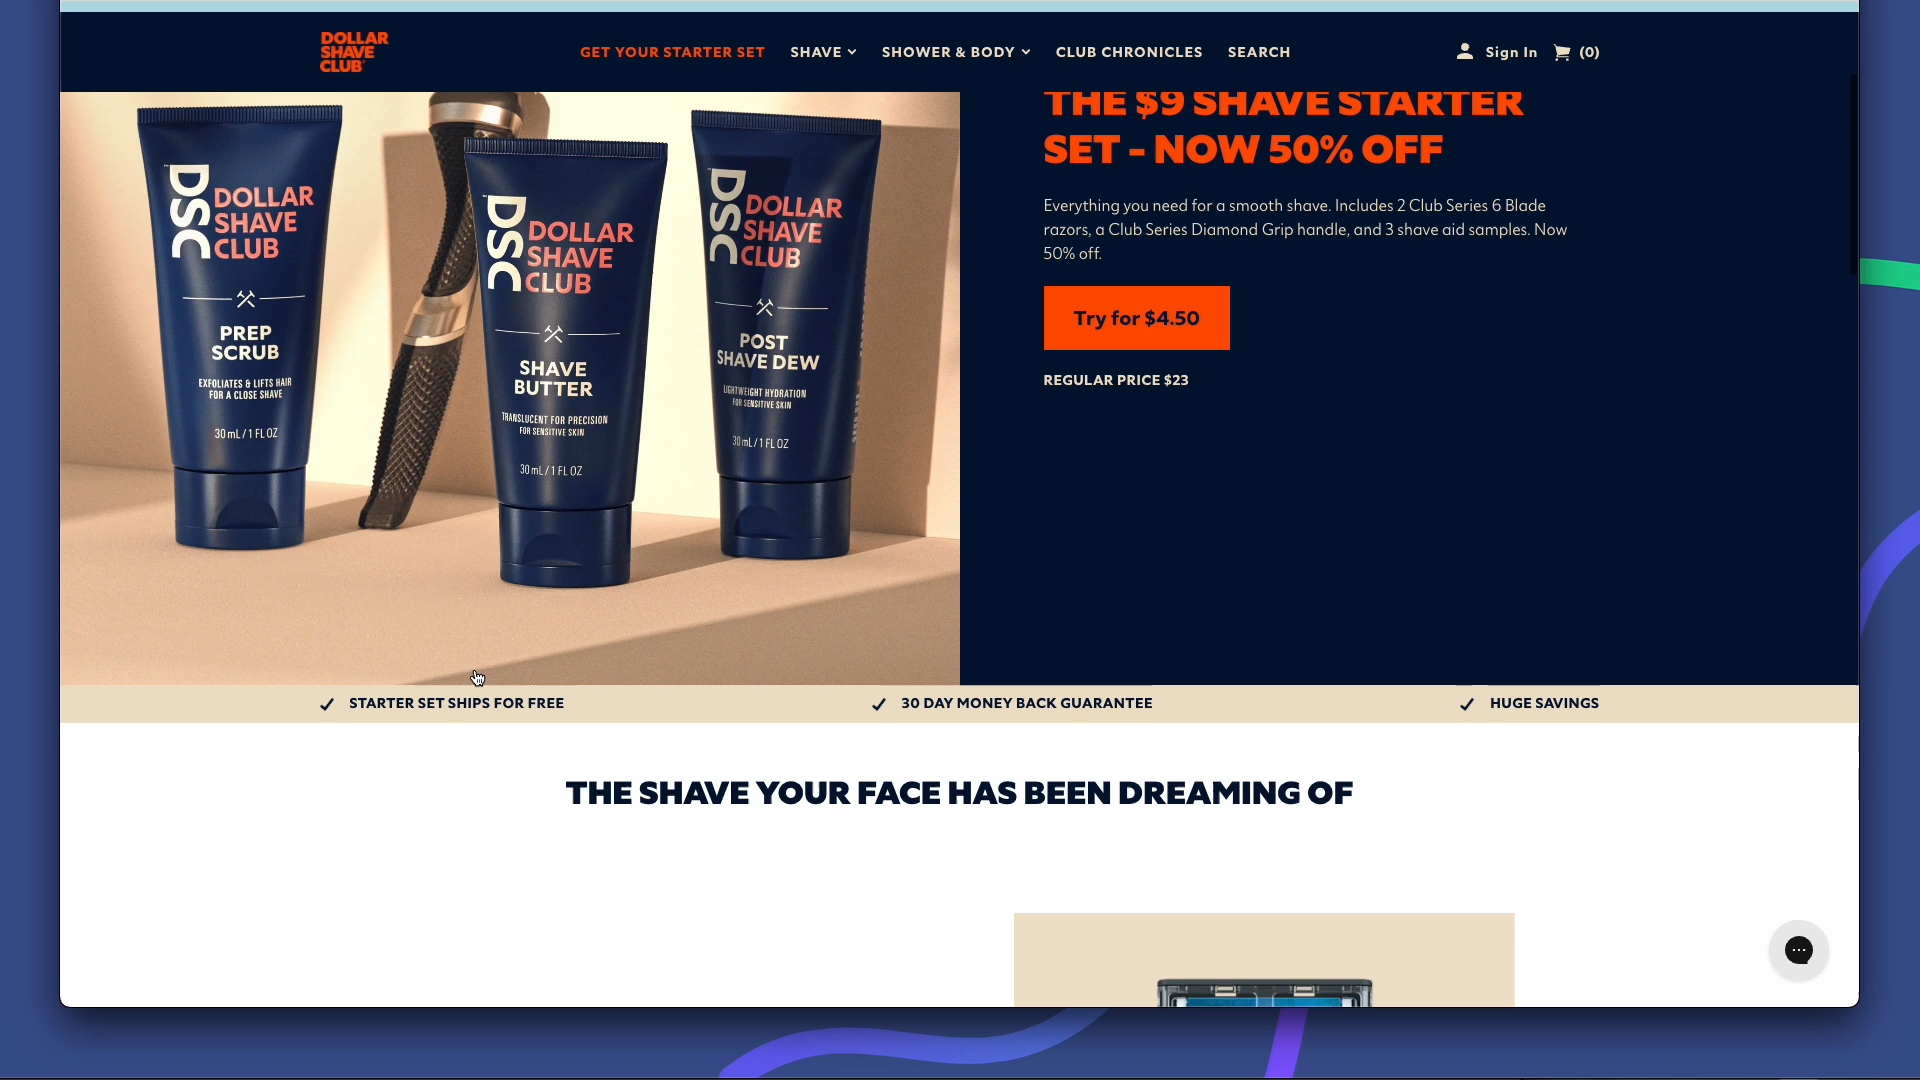 DOLLAR
SHAVE
CLUB
GET YOUR STARTER SET
SHAVE
SHOWER & BODY
CLUB CHRONICLES
SEARCH
Sign In
(0)
DSC
DOLLAR
SHAVE
CLUB
PREP
SCRUB
EXFOLIATES & LIFTS HAIR
FOR A CLOSE SHAVE
30 mL / 1 FL OZ
DSC
DOLLAR
SHAVE
CLUB
SHAVE
BUTTER
TRANSLUCENT FOR PRECISION
FOR SENSITIVE SKIN
30 mL / 1 FL OZ
DSC
DOLLAR
SHAVE
CLUB
POST
SHAVE DEW
LIGHTWEIGHT HYDRATION
FOR SENSITIVE SKIN
30 mL / 1 FL OZ
THE $9 SHAVE STARTER
SET - NOW 50% OFF
Everything you need for a smooth shave. Includes 2 Club Series 6 Blade
razors, a Club Series Diamond Grip handle, and 3 shave aid samples. Now
50% off.
Try for $4.50
REGULAR PRICE $23
STARTER SET SHIPS FOR FREE
30 DAY MONEY BACK GUARANTEE
HUGE SAVINGS
THE SHAVE YOUR FACE HAS BEEN DREAMING OF